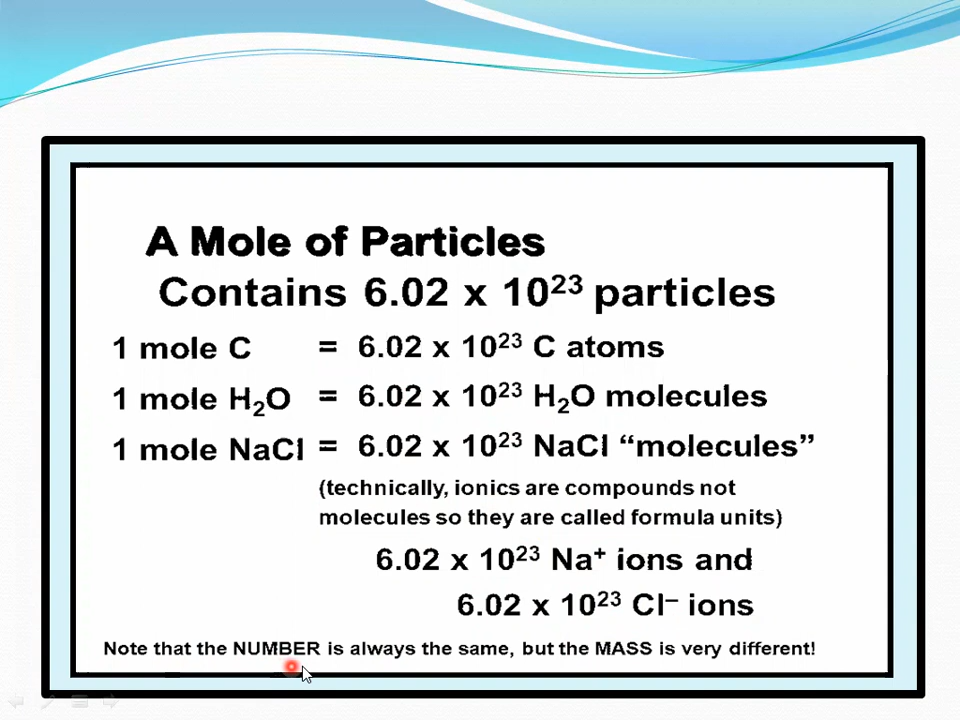 A Mole of Particles
Contains 6.02 x 10²³ particles
1 mole C = 6.02 x 10²³ C atoms
1 mole H₂O = 6.02 x 10²³ H₂O molecules
1 mole NaCl = 6.02 x 10²³ NaCl “molecules”
(technically, ionics are compounds not
molecules so they are called formula units)
6.02 x 10²³ Na⁺ ions and
6.02 x 10²³ Cl⁻ ions
Note that the NUMBER is always the same, but the MASS is very different!